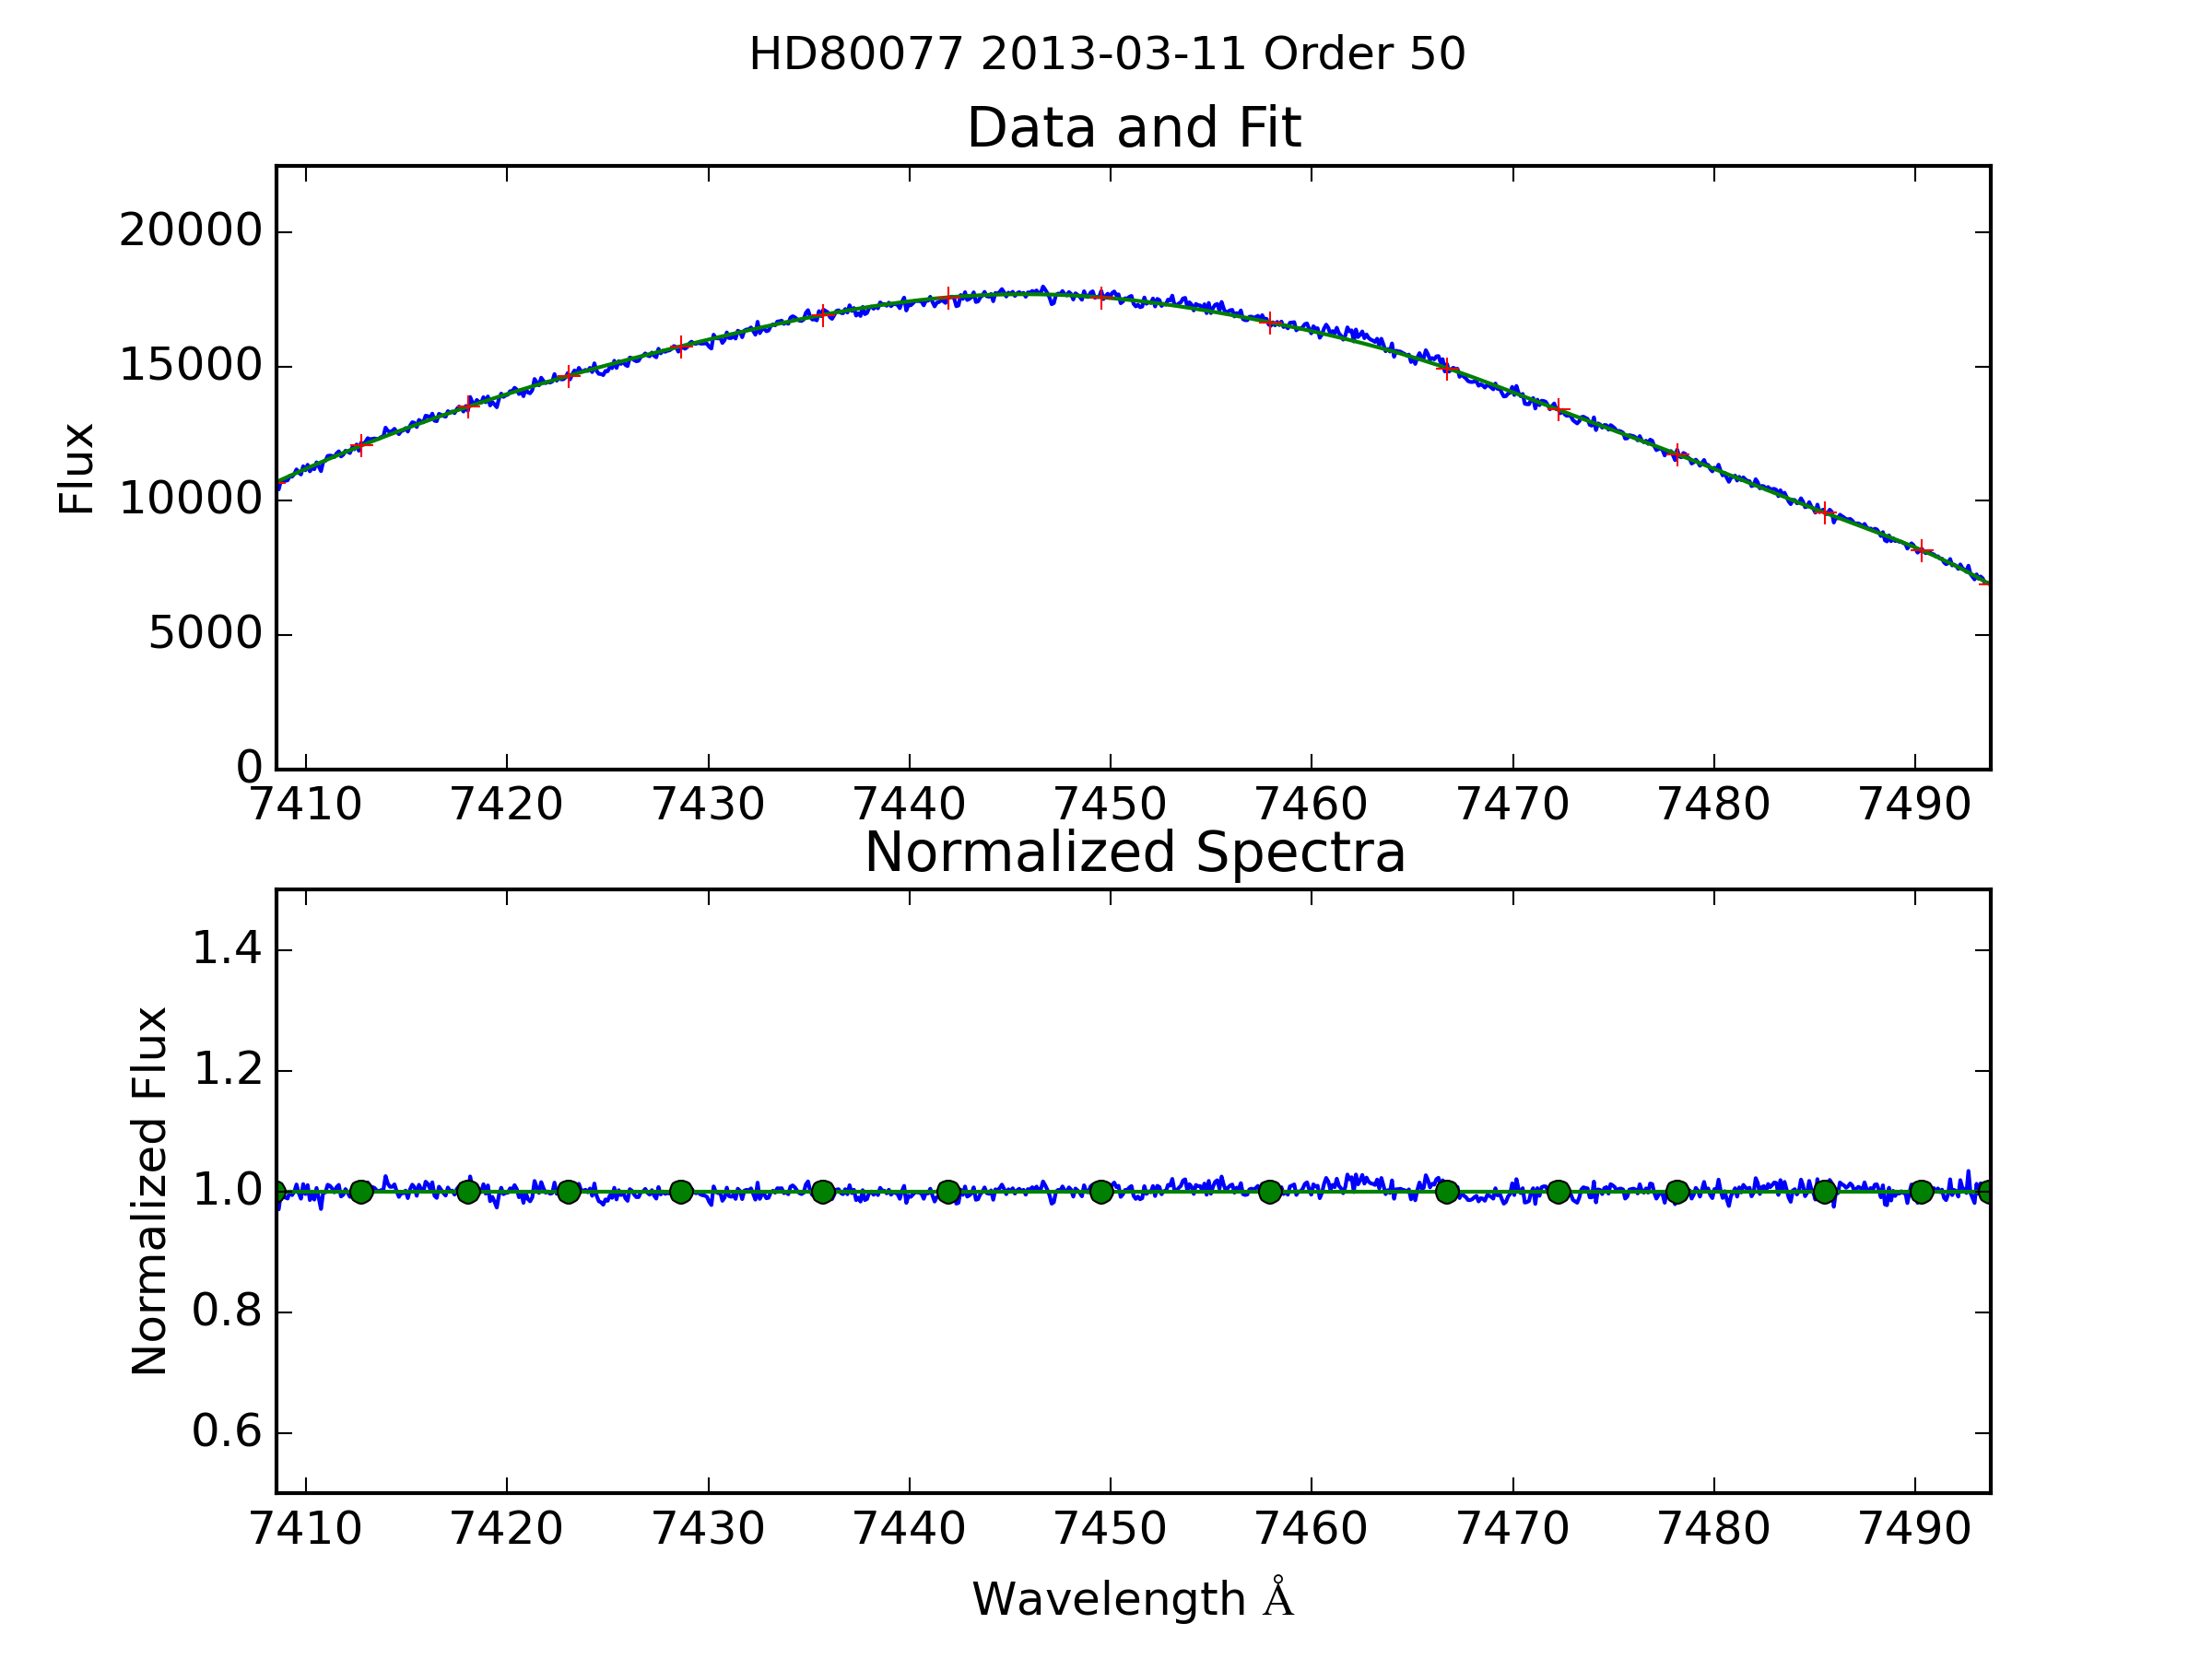 HD80077 2013-03-11 Order 50
Data and Fit
Flux
20000
15000
10000
5000
0
7410 7420 7430 7440 7450 7460 7470 7480 7490
Normalized Spectra
Normalized Flux
1.4
1.2
1.0
0.8
0.6
7410 7420 7430 7440 7450 7460 7470 7480 7490
Wavelength Å